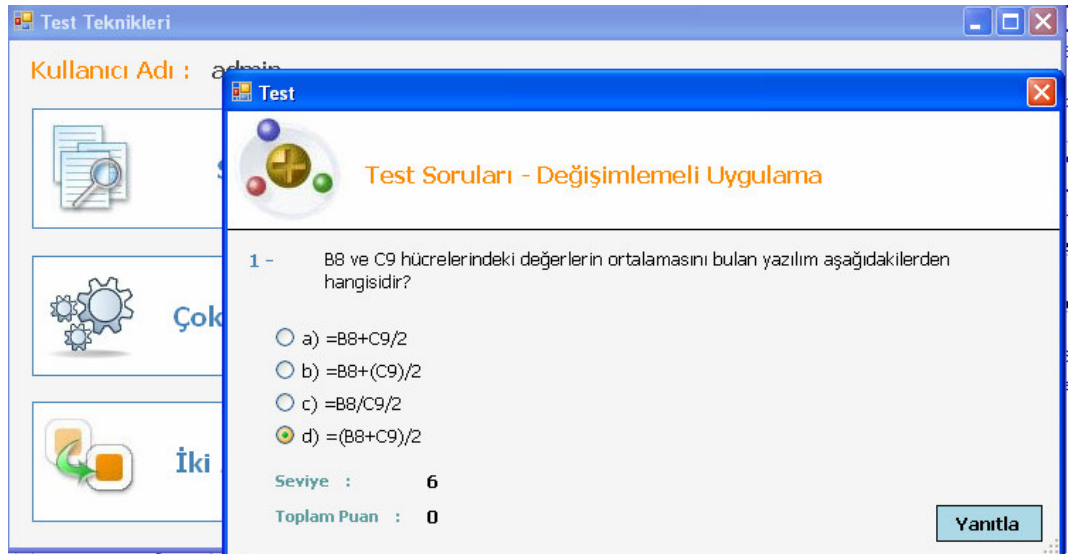 Test Teknikleri
Kullanıcı Adı :
Test
Test Soruları - Değişimlemeli Uygulama
1 - B8 ve C9 hücrelerindeki değerlerin ortalamasını bulan yazılım aşağıdakilerden
hangisidir?
a) =B8+C9/2
b) =B8+(C9)/2
c) =B8/C9/2
d) =(B8+C9)/2
Çok
İki
Seviye : 6
Toplam Puan : 0
Yanıtla